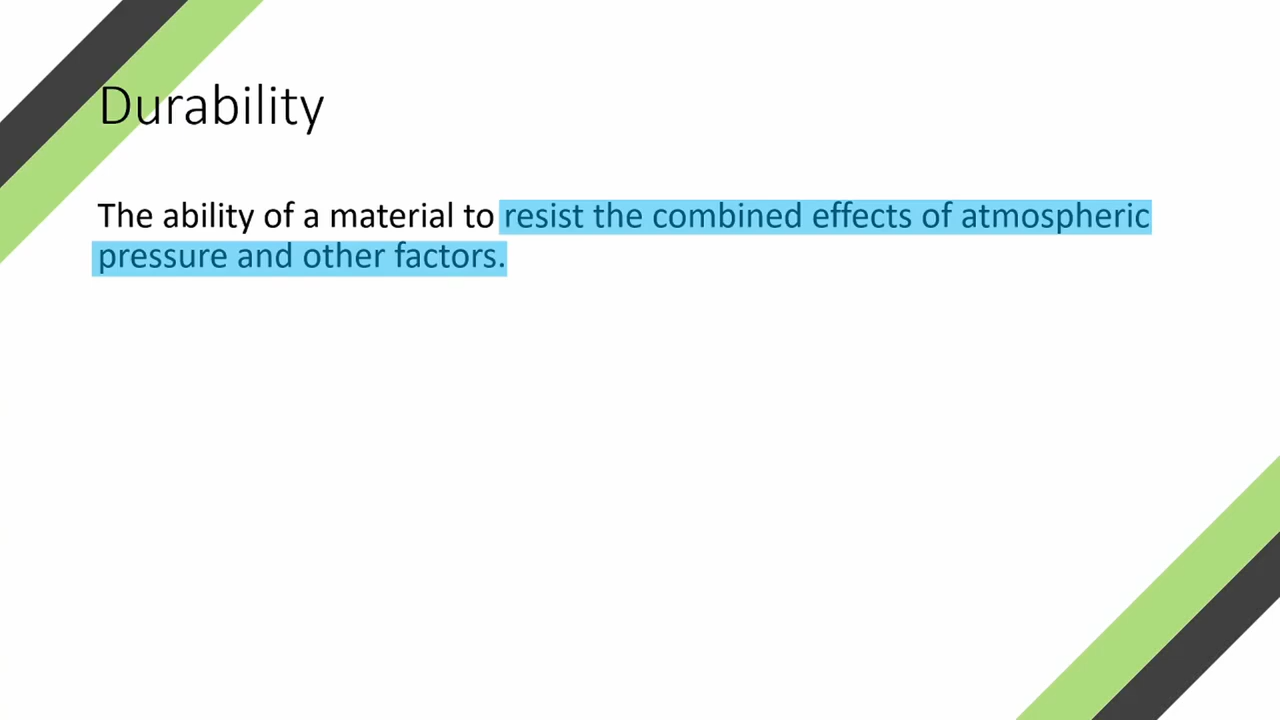 Durability
The ability of a material to resist the combined effects of atmospheric
pressure and other factors.